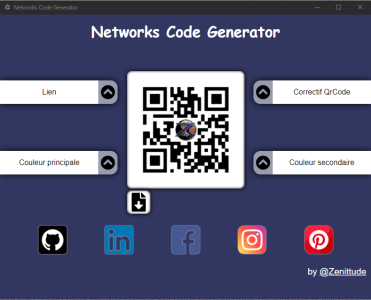 Networks Code Generator
Networks Code Generator
Lien
Correctif QrCode
Couleur principale
Couleur secondaire
by @Zenittude